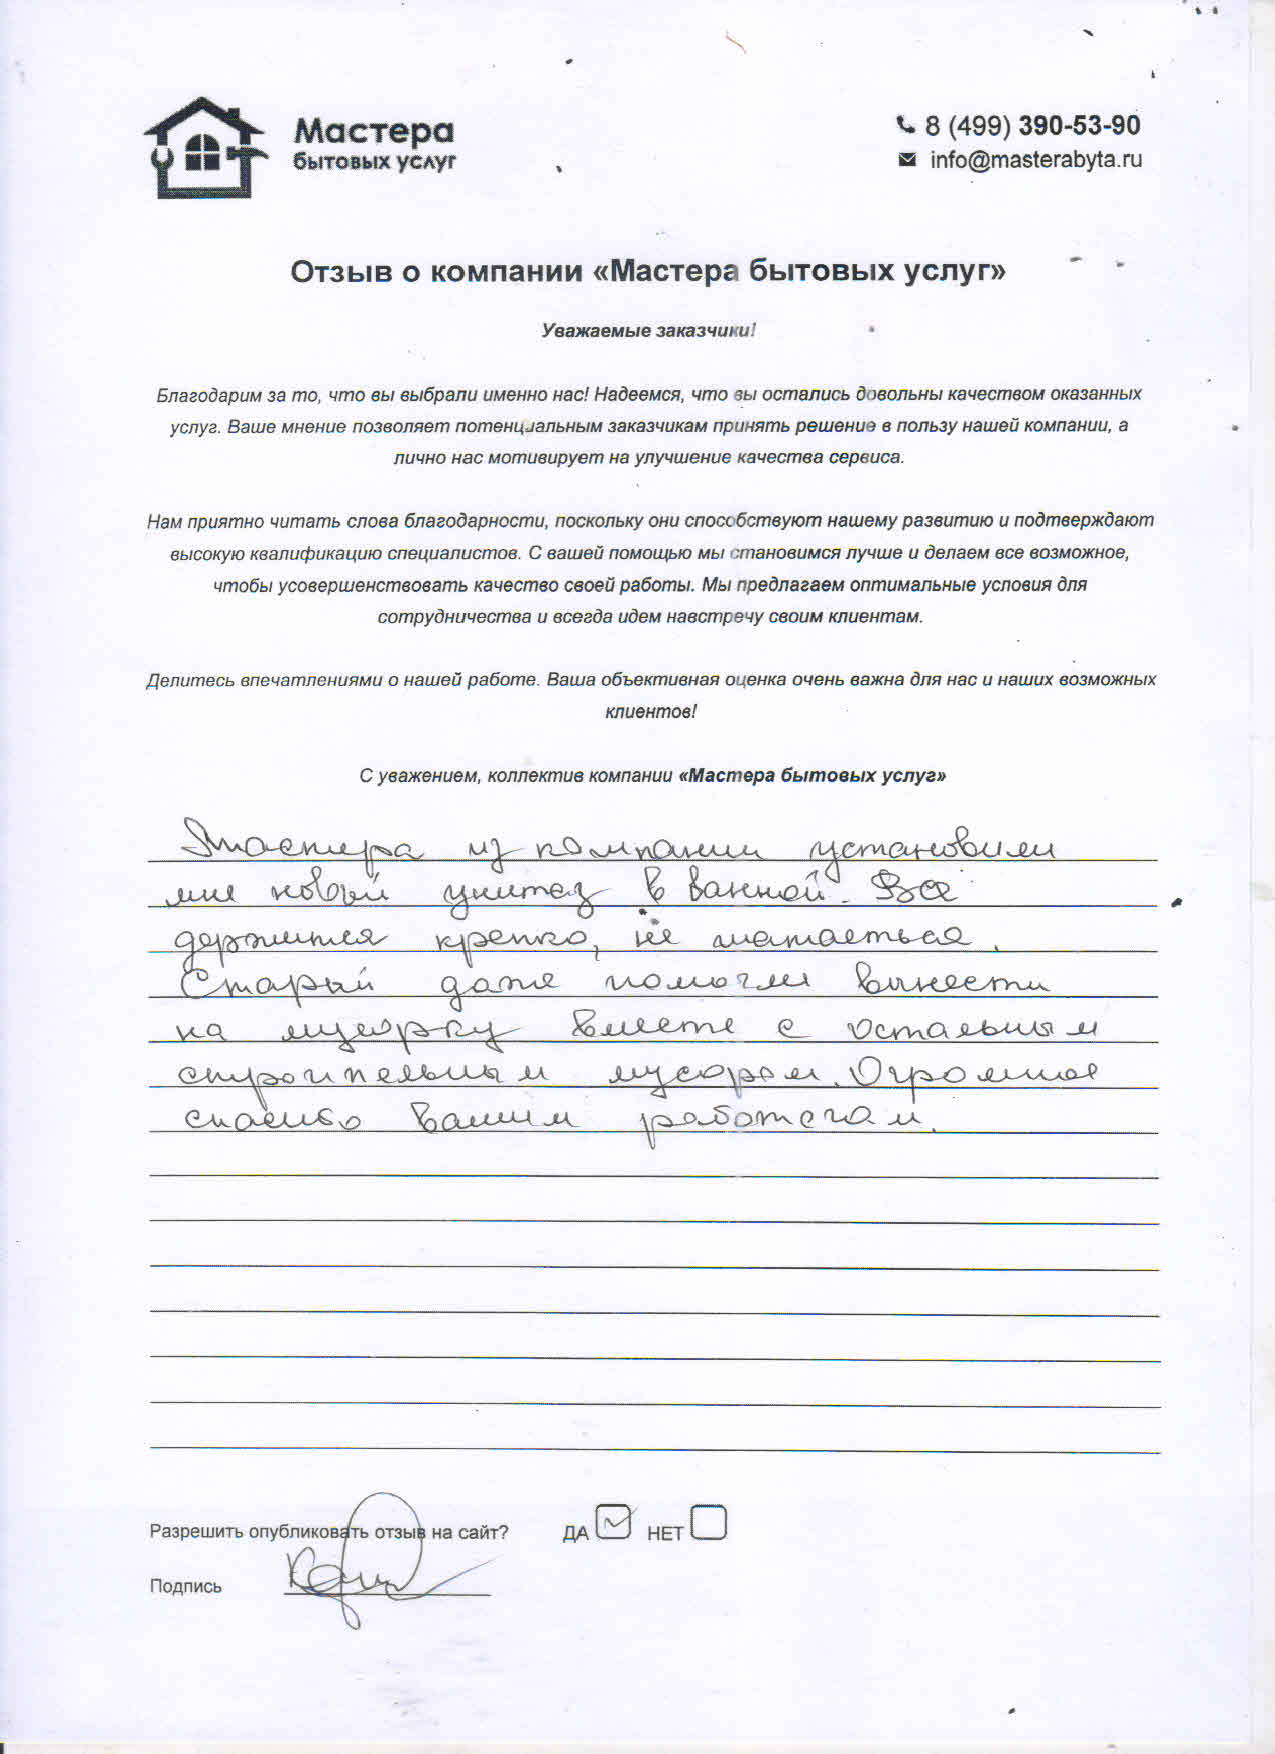 Мастера
бытовых услуг
8 (499) 390-53-90
info@masterabyta.ru
Отзыв о компании «Мастера бытовых услуг»
Уважаемые заказчики!
Благодарим за то, что вы выбрали именно нас! Надеемся, что вы остались довольны качеством оказанных
услуг. Ваше мнение позволяет потенциальным заказчикам принять решение в пользу нашей компании, а
лично нас мотивирует на улучшение качества сервиса.
Нам приятно читать слова благодарности, поскольку они способствуют нашему развитию и подтверждают
высокую квалификацию специалистов. С вашей помощью мы становимся лучше и делаем все возможное,
чтобы усовершенствовать качество своей работы. Мы предлагаем оптимальные условия для
сотрудничества и всегда идем навстречу своим клиентам.
Делитесь впечатлениями о нашей работе. Ваша объективная оценка очень важна для нас и наших возможных
клиентов!
С уважением, коллектив компании «Мастера бытовых услуг»
Мастера из компании установили
мне новый унитаз в ванной. Всё
держится крепко, не шатаеться.
Старый даже помогли вынести
на мусорку вместе с остальным
строительным мусором. Огромное
спасибо вашим работягам.
Разрешить опубликовать отзыв на сайт? ДА НЕТ
Подпись